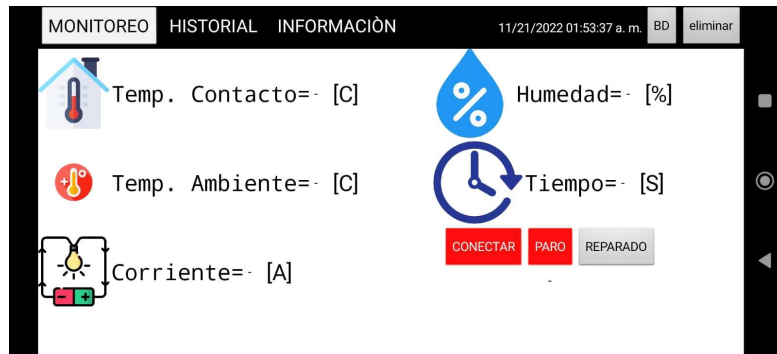 MONITOREO HISTORIAL INFORMACIÒN 11/21/2022 01:53:37 a. m. BD eliminar
Temp. Contacto= - [C]
% Humedad= - [%]
Temp. Ambiente= - [C]
Tiempo= - [S]
CONECTAR PARO REPARADO
-
Corriente= - [A]